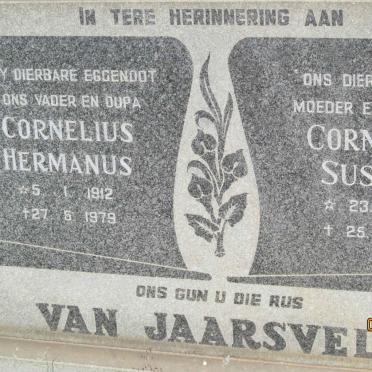 IN TERE HERINNERING AAN
Y DIERBARE EGGENOOT
ONS VADER EN OUPA
CORNELIUS
HERMANUS
☆5. 1. 1912
✝27. 6. 1979
ONS DIER
MOEDER E
CORN
SUS
☆ 23.
✝ 25.
ONS GUN U DIE RUS
VAN JAARSVEL